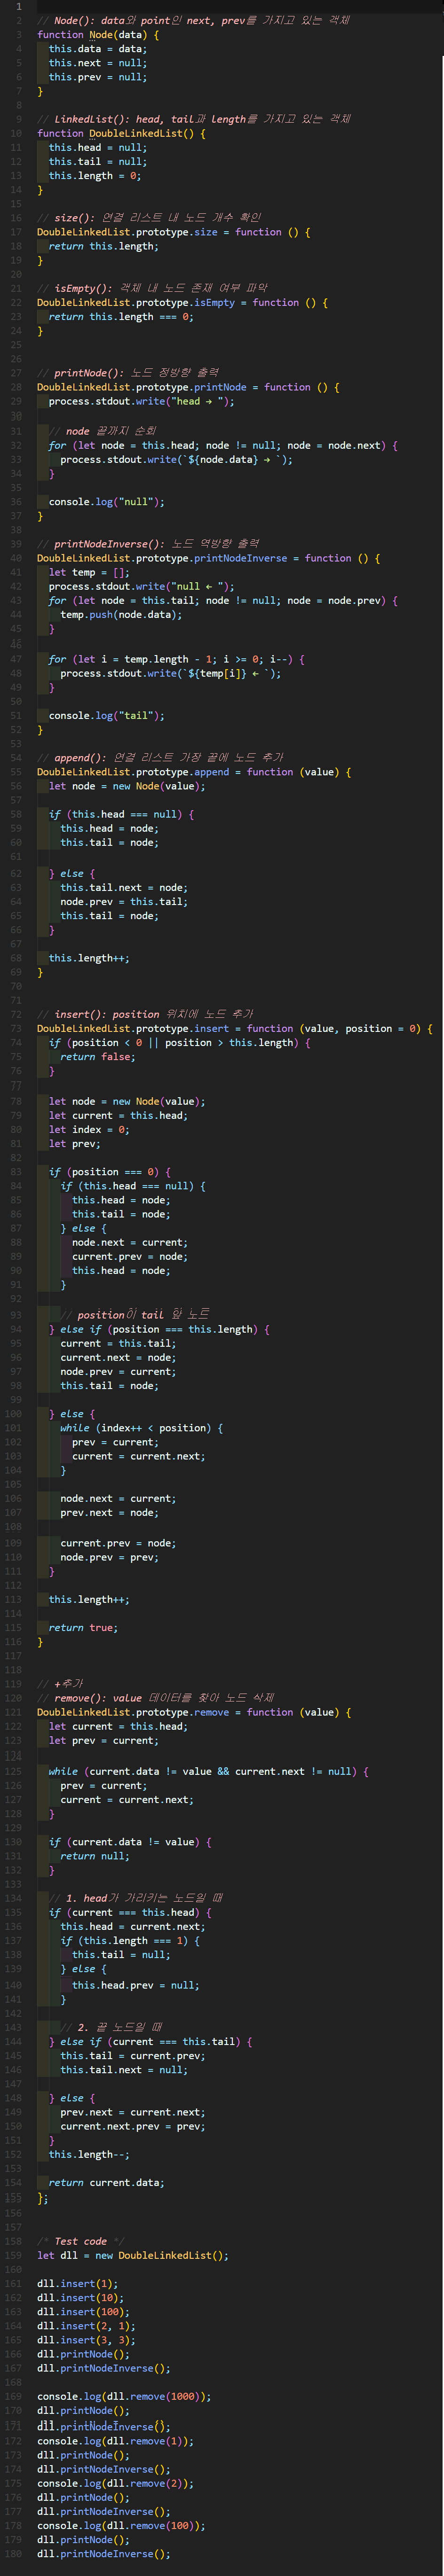 1
2 // Node(): data와 point인 next, prev를 가지고 있는 객체
3 function Node(data) {
4 this.data = data;
5 this.next = null;
6 this.prev = null;
7 }
8
9 // LinkedList(): head, tail과 length를 가지고 있는 객체
10 function DoubleLinkedList() {
11 this.head = null;
12 this.tail = null;
13 this.length = 0;
14 }
15
16 // size(): 연결 리스트 내 노드 개수 확인
17 DoubleLinkedList.prototype.size = function () {
18 return this.length;
19 }
20
21 // isEmpty(): 객체 내 노드 존재 여부 파악
22 DoubleLinkedList.prototype.isEmpty = function () {
23 return this.length === 0;
24 }
25
26
27 // printNode(): 노드 정방향 출력
28 DoubleLinkedList.prototype.printNode = function () {
29 process.stdout.write("head → ");
30
31 // node 끝까지 순회
32 for (let node = this.head; node != null; node = node.next) {
33 process.stdout.write(`${node.data} → `);
34 }
35
36 console.log("null");
37 }
38
39 // printNodeInverse(): 노드 역방향 출력
40 DoubleLinkedList.prototype.printNodeInverse = function () {
41 let temp = [];
42 process.stdout.write("null ← ");
43 for (let node = this.tail; node != null; node = node.prev) {
44 temp.push(node.data);
45 }
46
47 for (let i = temp.length - 1; i >= 0; i--) {
48 process.stdout.write(`${temp[i]} ← `);
49 }
50
51 console.log("tail");
52 }
53
54 // append(): 연결 리스트 가장 끝에 노드 추가
55 DoubleLinkedList.prototype.append = function (value) {
56 let node = new Node(value);
57
58 if (this.head === null) {
59 this.head = node;
60 this.tail = node;
61
62 } else {
63 this.tail.next = node;
64 node.prev = this.tail;
65 this.tail = node;
66 }
67
68 this.length++;
69 }
70
71
72 // insert(): position 위치에 노드 추가
73 DoubleLinkedList.prototype.insert = function (value, position = 0) {
74 if (position < 0 || position > this.length) {
75 return false;
76 }
77
78 let node = new Node(value);
79 let current = this.head;
80 let index = 0;
81 let prev;
82
83 if (position === 0) {
84 if (this.head === null) {
85 this.head = node;
86 this.tail = node;
87 } else {
88 node.next = current;
89 current.prev = node;
90 this.head = node;
91 }
92
93 // position이 tail 앞 노드
94 } else if (position === this.length) {
95 current = this.tail;
96 current.next = node;
97 node.prev = current;
98 this.tail = node;
99
100 } else {
101 while (index++ < position) {
102 prev = current;
103 current = current.next;
104 }
105
106 node.next = current;
107 prev.next = node;
108
109 current.prev = node;
110 node.prev = prev;
111 }
112
113 this.length++;
114
115 return true;
116 }
117
118
119 // +추가
120 // remove(): value 데이터를 찾아 노드 삭제
121 DoubleLinkedList.prototype.remove = function (value) {
122 let current = this.head;
123 let prev = current;
124
125 while (current.data != value && current.next != null) {
126 prev = current;
127 current = current.next;
128 }
129
130 if (current.data != value) {
131 return null;
132 }
133
134 // 1. head가 가리키는 노드일 때
135 if (current === this.head) {
136 this.head = current.next;
137 if (this.length === 1) {
138 this.tail = null;
139 } else {
140 this.head.prev = null;
141 }
142
143 // 2. 끝 노드일 때
144 } else if (current === this.tail) {
145 this.tail = current.prev;
146 this.tail.next = null;
147
148 } else {
149 prev.next = current.next;
150 current.next.prev = prev;
151 }
152 this.length--;
153
154 return current.data;
155 };
156
157
158 /* Test code */
159 let dll = new DoubleLinkedList();
160
161 dll.insert(1);
162 dll.insert(10);
163 dll.insert(100);
164 dll.insert(2, 1);
165 dll.insert(3, 3);
166 dll.printNode();
167 dll.printNodeInverse();
168
169 console.log(dll.remove(1000));
170 dll.printNode();
171 dll.printNodeInverse();
172 console.log(dll.remove(1));
173 dll.printNode();
174 dll.printNodeInverse();
175 console.log(dll.remove(2));
176 dll.printNode();
177 dll.printNodeInverse();
178 console.log(dll.remove(100));
179 dll.printNode();
180 dll.printNodeInverse();